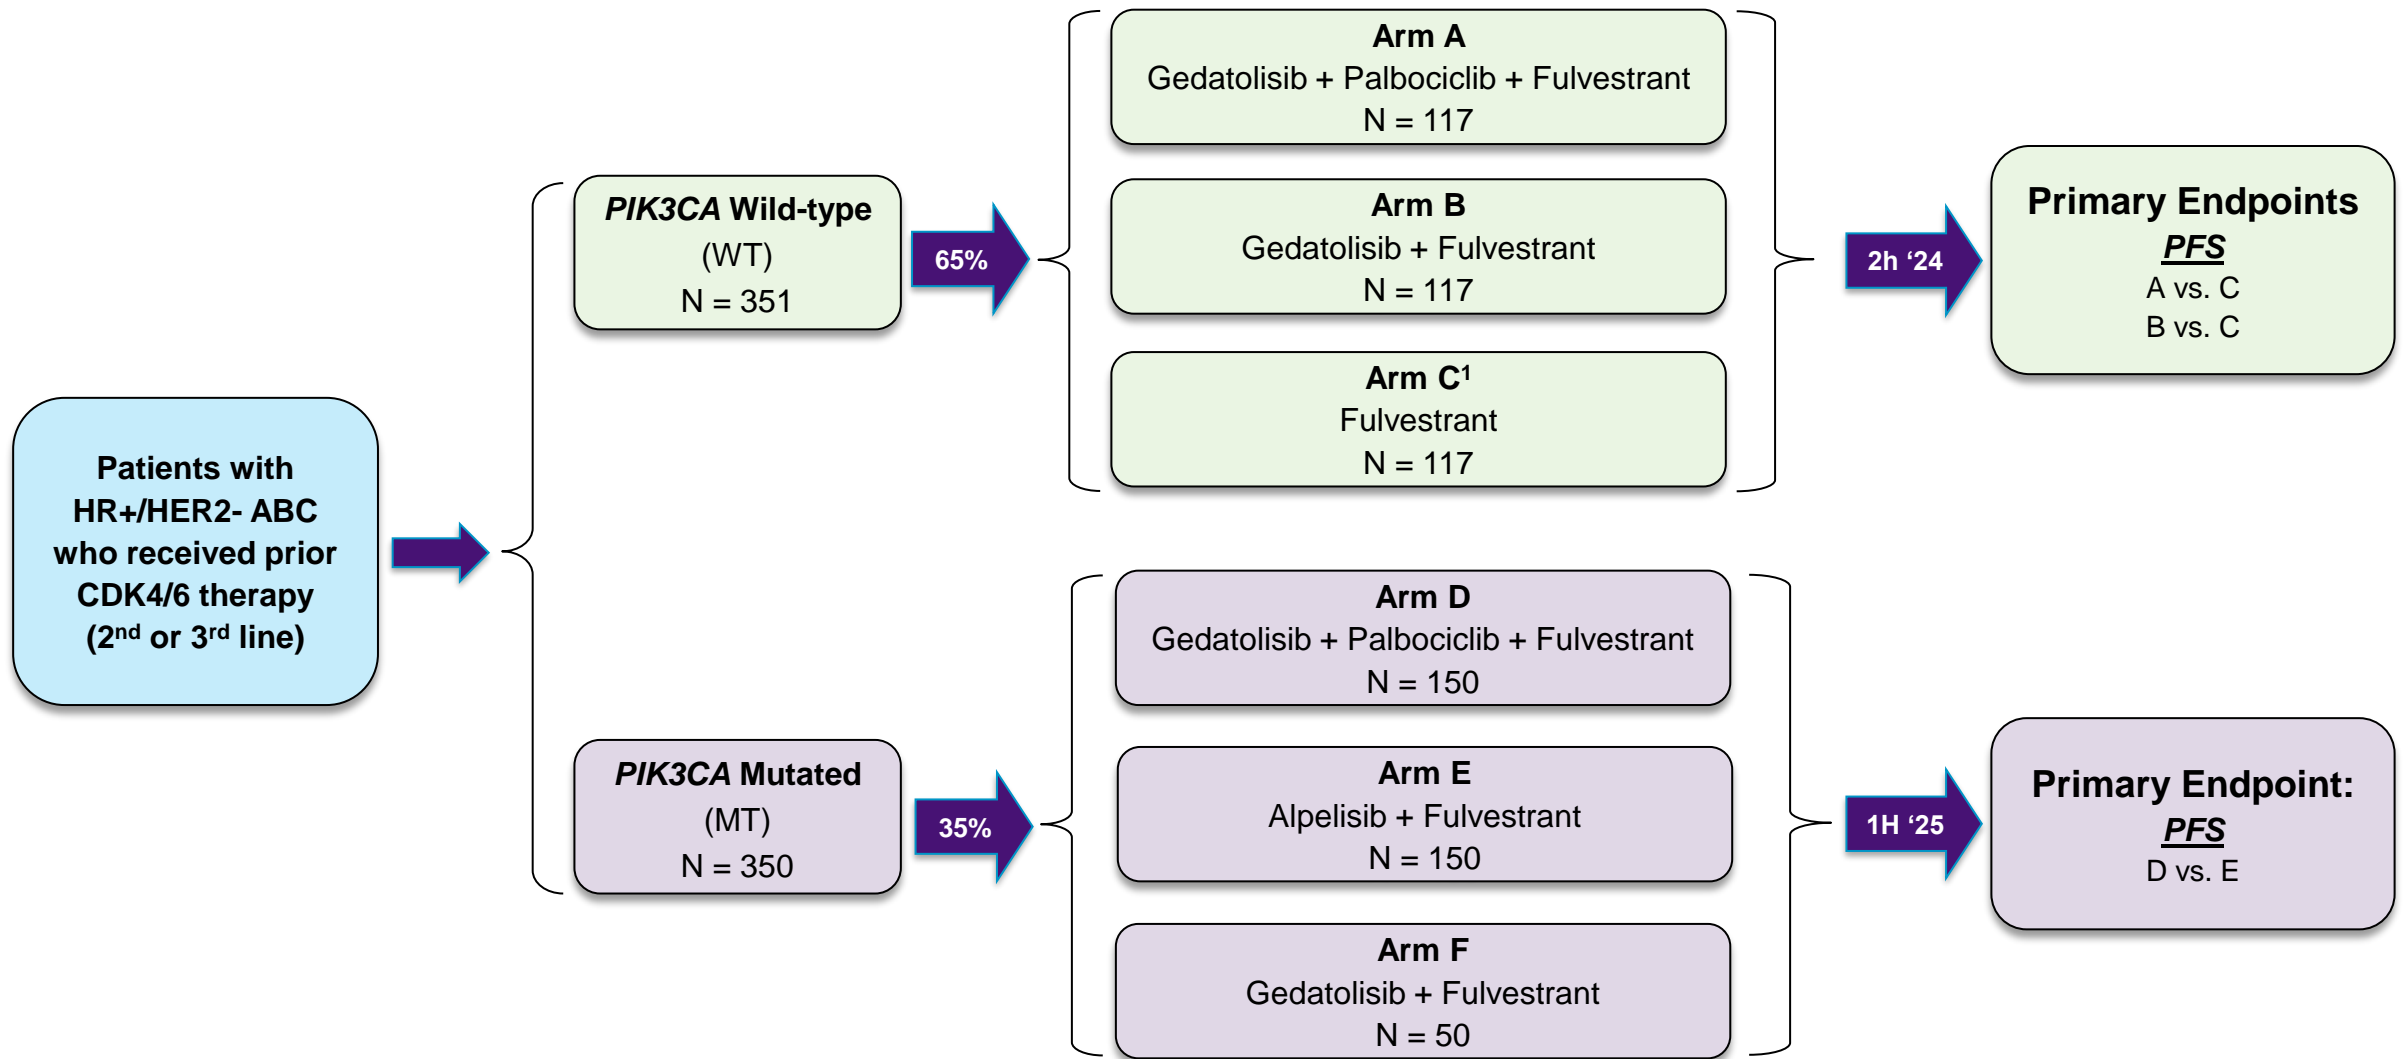 Patients with
HR+/HER2- ABC
who received prior
CDK4/6 therapy
(2nd or 3rd line)
PIK3CA Wild-type
(WT)
N = 351
65%
Arm A
Gedatolisib + Palbociclib + Fulvestrant
N = 117
Arm B
Gedatolisib + Fulvestrant
N = 117
Arm C¹
Fulvestrant
N = 117
2h ‘24
Primary Endpoints
PFS
A vs. C
B vs. C
PIK3CA Mutated
(MT)
N = 350
35%
Arm D
Gedatolisib + Palbociclib + Fulvestrant
N = 150
Arm E
Alpelisib + Fulvestrant
N = 150
Arm F
Gedatolisib + Fulvestrant
N = 50
1H ‘25
Primary Endpoint:
PFS
D vs. E